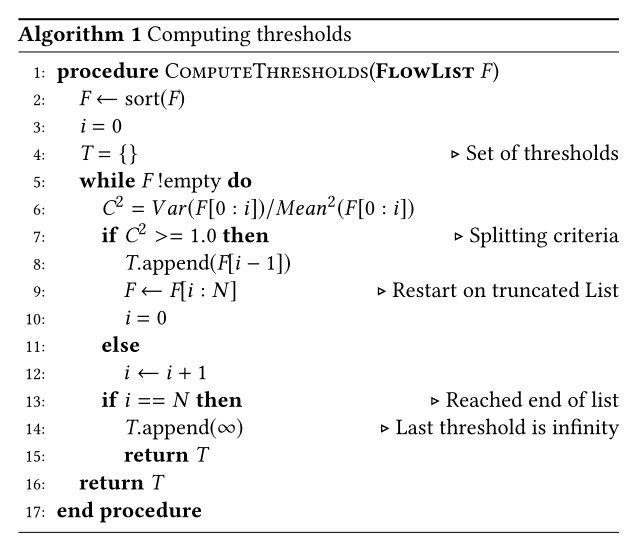 Algorithm 1 Computing thresholds
1: procedure ComputeThresholds(FlowList F)
2: F ← sort(F)
3: i = 0
4: T = {} ▹ Set of thresholds
5: while F !empty do
6: C² = Var(F[0 : i])/Mean²(F[0 : i])
7: if C² >= 1.0 then ▹ Splitting criteria
8: T.append(F[i − 1])
9: F ← F[i : N] ▹ Restart on truncated List
10: i = 0
11: else
12: i ← i + 1
13: if i == N then ▹ Reached end of list
14: T.append(∞) ▹ Last threshold is infinity
15: return T
16: return T
17: end procedure